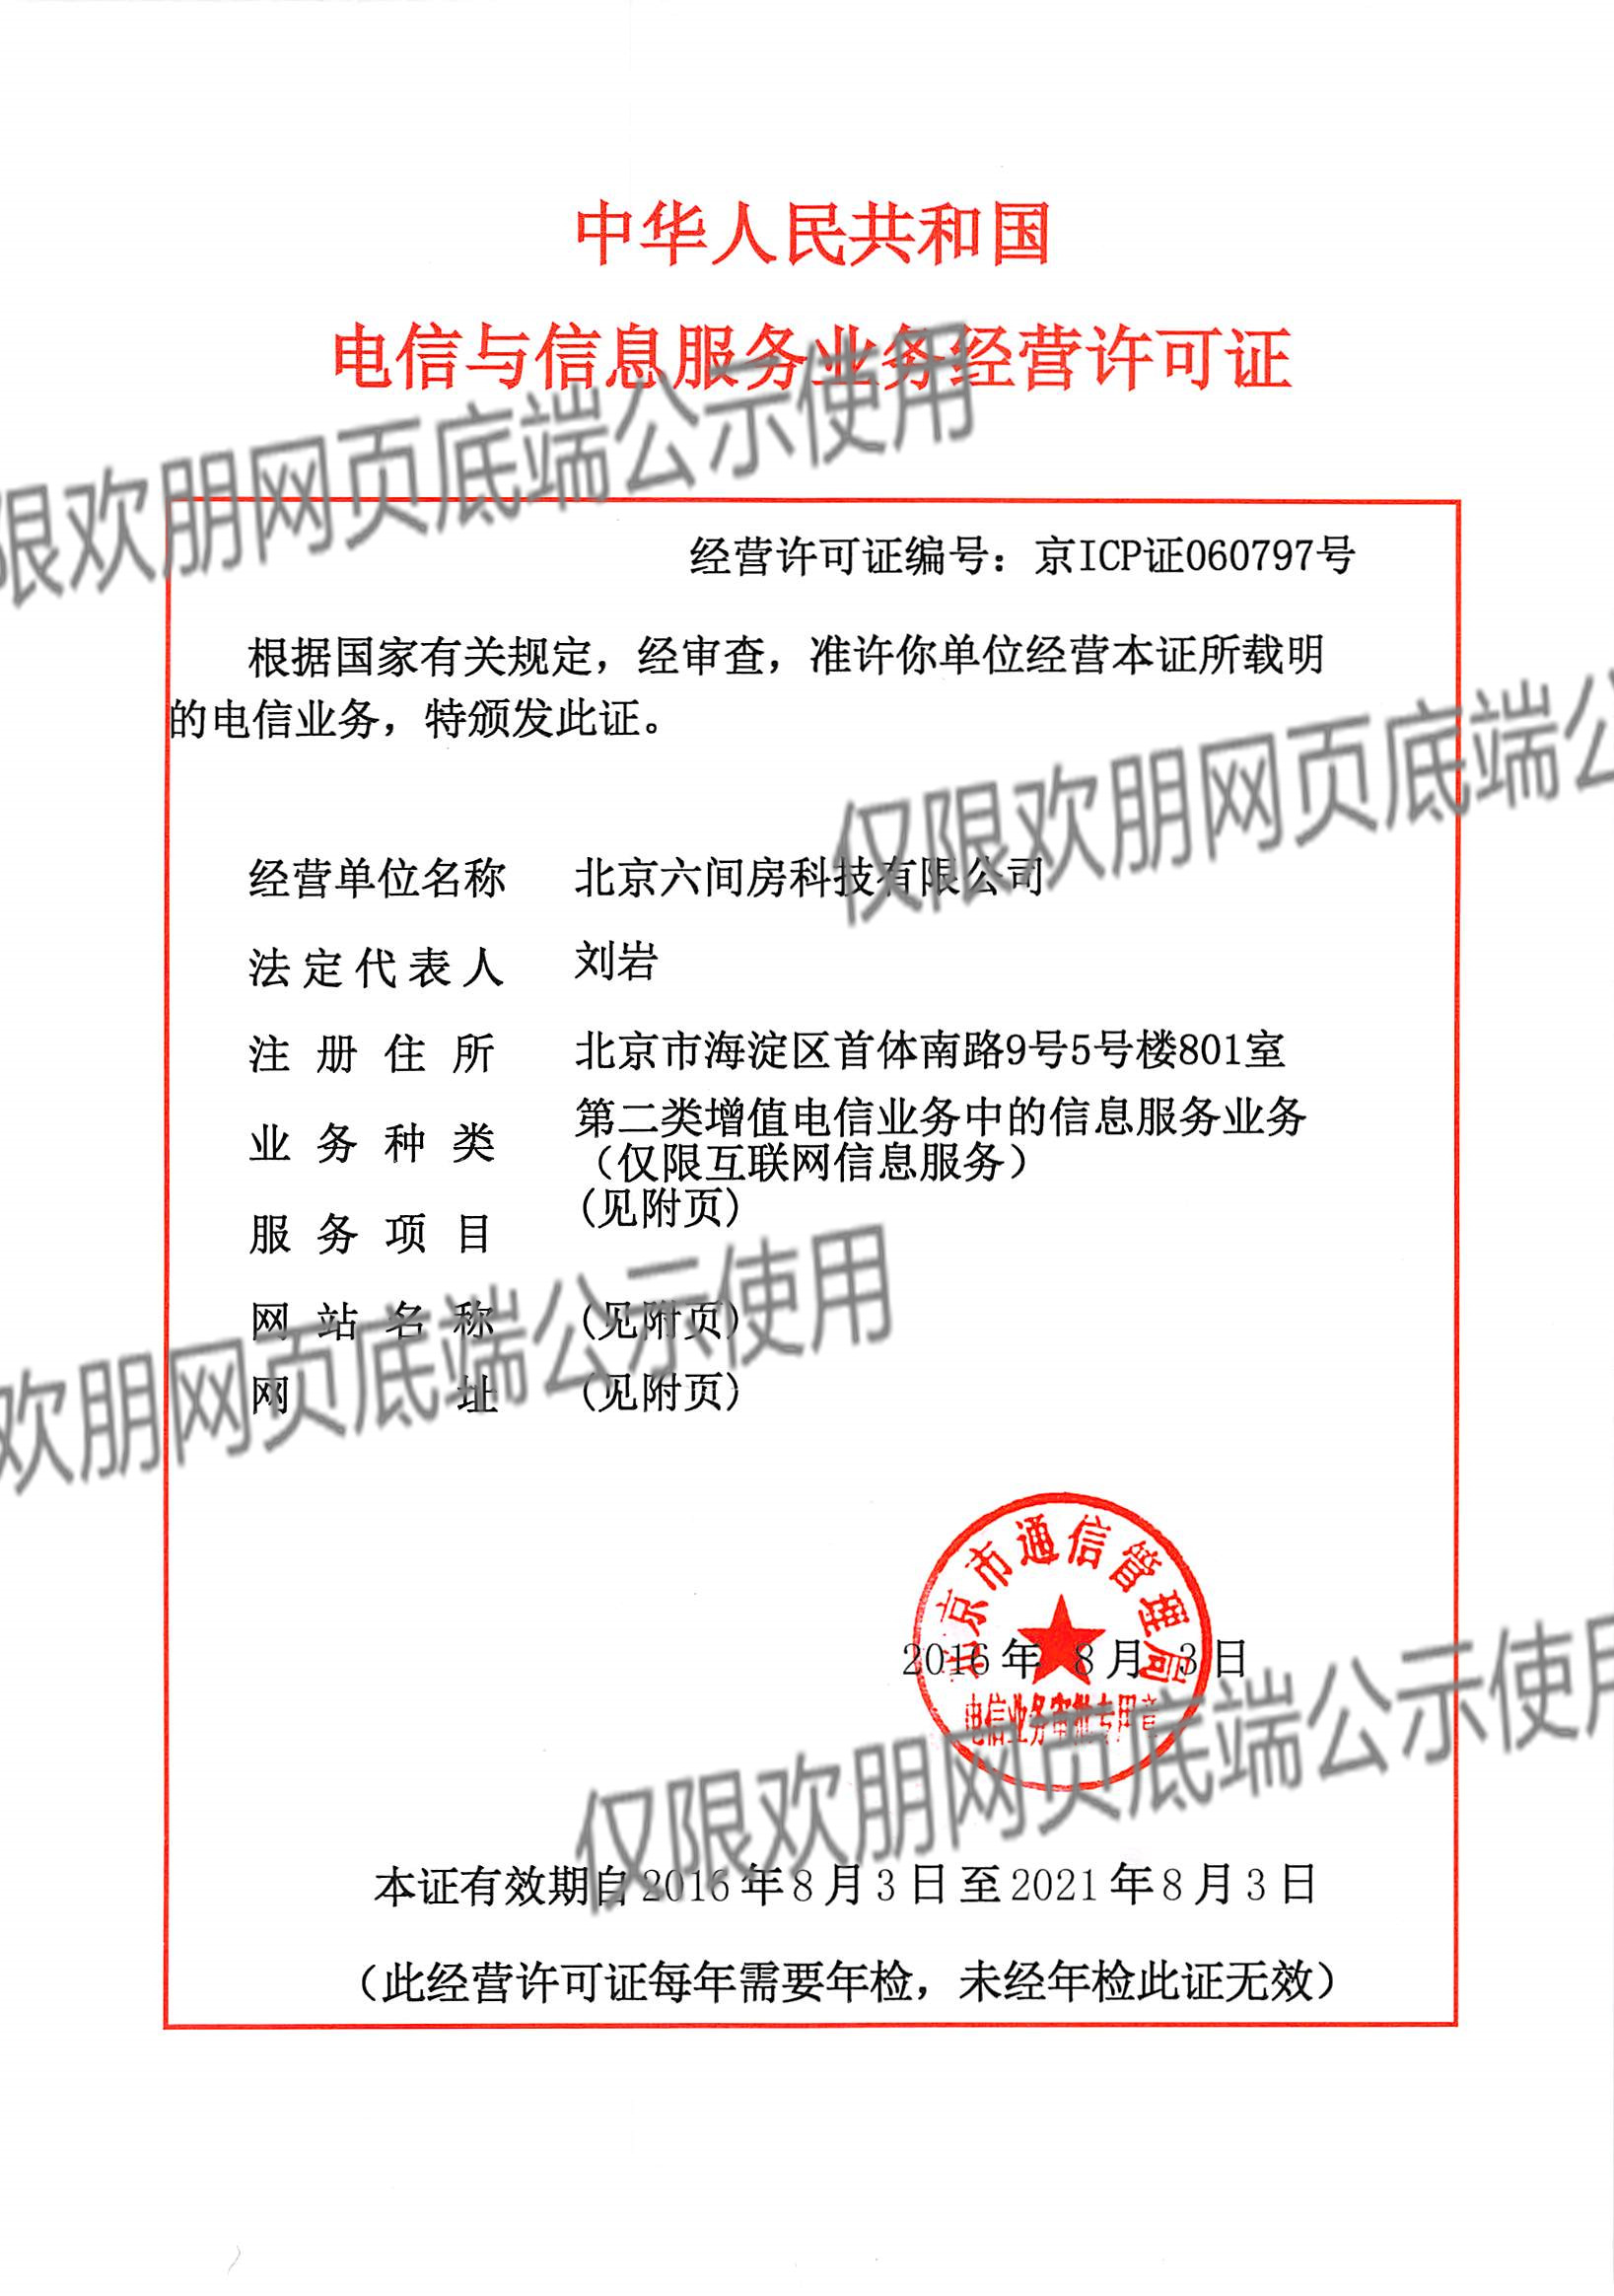 中华人民共和国
电信与信息服务业务经营许可证
仅限欢朋网页底端公示使用
经营许可证编号：京ICP证060797号
根据国家有关规定，经审查，准许你单位经营本证所载明
的电信业务，特颁发此证。
仅限欢朋网页底端公
经营单位名称 北京六间房科技有限公司
法定代表人 刘岩
注册住所 北京市海淀区首体南路9号5号楼801室
业务种类 第二类增值电信业务中的信息服务业务
（仅限互联网信息服务）
服务项目 (见附页)
网站名称 (见附页)
网址 (见附页)
欢朋网页底端公示使用
北京市通信管理局
2016年8月3日
电信业务审批专用章
仅限欢朋网页底端公示使用
本证有效期自2016年8月3日至2021年8月3日
（此经营许可证每年需要年检，未经年检此证无效）